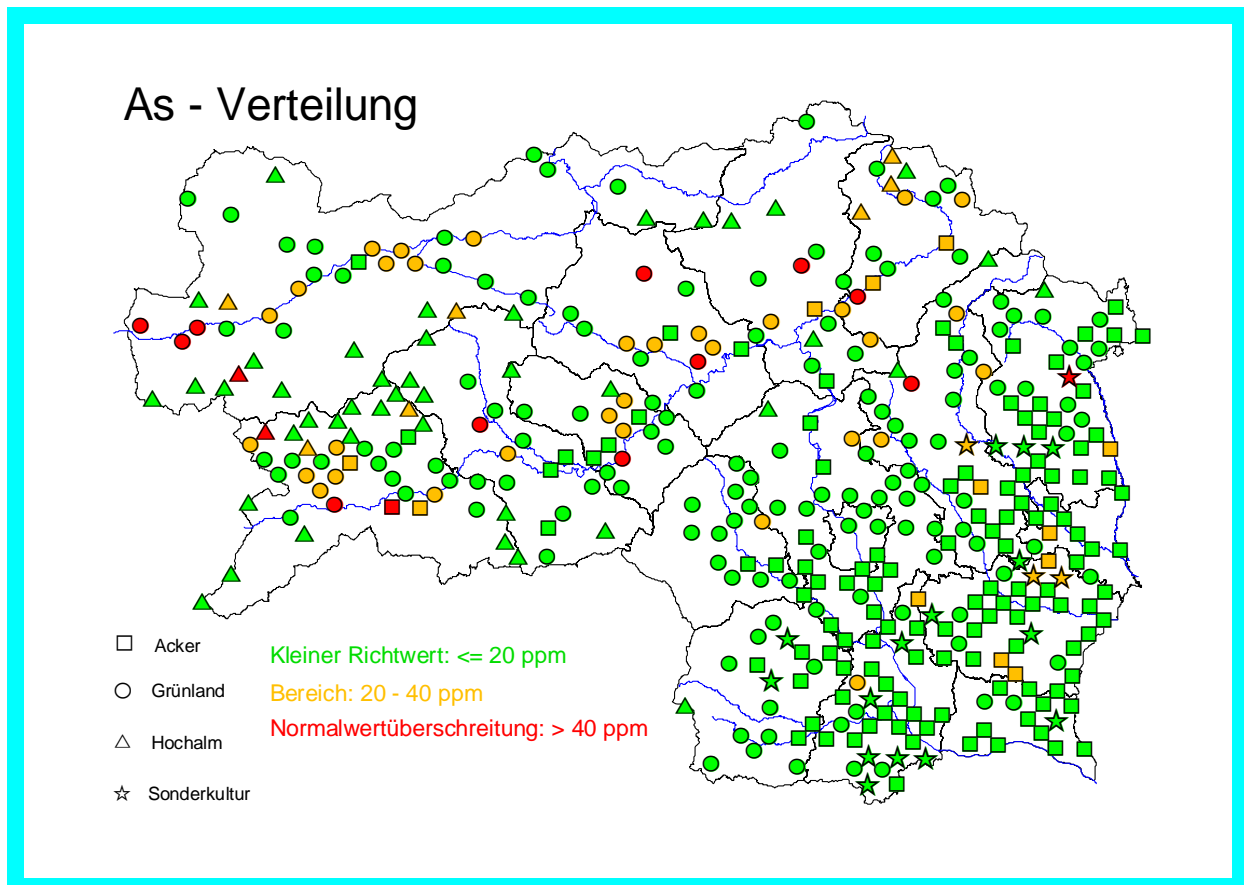 As - Verteilung
Acker
Grünland
Hochalm
Sonderkultur
Kleiner Richtwert: <= 20 ppm
Bereich: 20 - 40 ppm
Normalwertüberschreitung: > 40 ppm